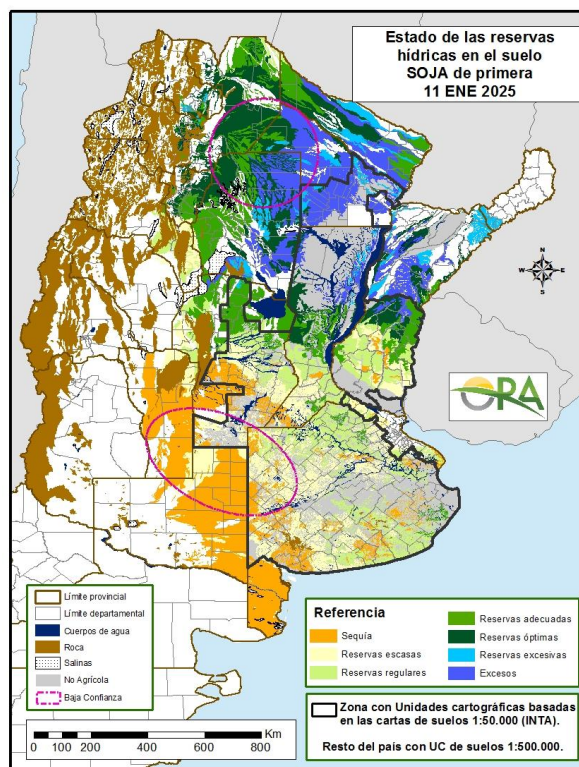 Estado de las reservas
hídricas en el suelo
SOJA de primera
11 ENE 2025
N
W
E
S
ORA
Límite provincial
Límite departamental
Cuerpos de agua
Roca
Salinas
No Agrícola
Baja Confianza
Km
0 100 200 400 600 800
Referencia
Sequía
Reservas escasas
Reservas regulares
Reservas adecuadas
Reservas óptimas
Reservas excesivas
Excesos
Zona con Unidades cartográficas basadas
en las cartas de suelos 1:50.000 (INTA).
Resto del pais con UC de suelos 1:500.000.